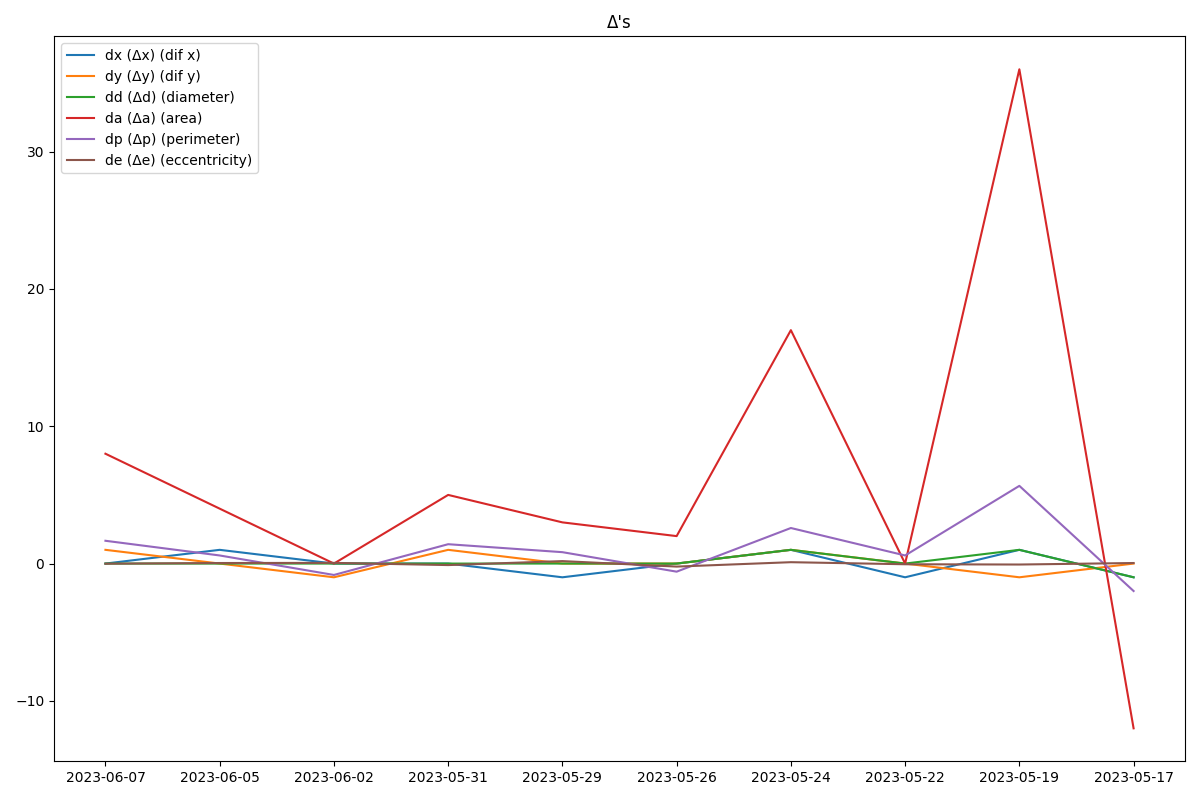 Δ's
dx (Δx) (dif x)
dy (Δy) (dif y)
dd (Δd) (diameter)
da (Δa) (area)
dp (Δp) (perimeter)
de (Δe) (eccentricity)
30
20
10
0
−10
2023-06-07 2023-06-05 2023-06-02 2023-05-31 2023-05-29 2023-05-26 2023-05-24 2023-05-22 2023-05-19 2023-05-17